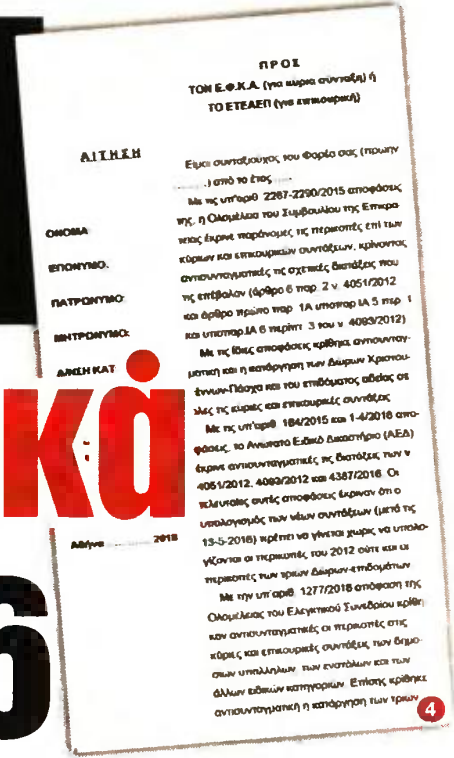 ΠΡΟΣ
ΤΟΝ Ε.Φ.Κ.Α. (για κύρια σύνταξη) ή
ΤΟ ΕΤΕΑΕΠ (για επικουρική)
ΑΙΤΗΣΗ
ΟΝΟΜΑ:
ΕΠΩΝΥΜΟ:
ΠΑΤΡΩΝΥΜΟ:
ΜΗΤΡΩΝΥΜΟ:
Δ/ΝΣΗ ΚΑΤ
Αθήνα ............ 2018
Είμαι συνταξιούχος του Φορέα σας (πρώην
........) από το έτος .....
Με τις υπ'αριθ. 2287-2290/2015 αποφάσεις
της, η Ολομέλεια του Συμβουλίου της Επικρα-
τείας έκρινε παράνομες τις περικοπές επί των
κύριων και επικουρικών συντάξεων, κρίνοντας
αντισυνταγματικές τις σχετικές διατάξεις που
τις επέβαλαν (άρθρο 6 παρ. 2 ν. 4051/2012
και άρθρο πρώτο παρ. 1Α υποπαρ. ΙΑ 5 περ. 1
και υποπαρ.ΙΑ 6 περίπτ. 3 του ν. 4093/2012)
Με τις ίδιες αποφάσεις κρίθηκε αντισυνταγ-
ματική και η κατάργηση των Δώρων Χριστου-
γέννων-Πάσχα και του επιδόματος αδείας σε
όλες τις κύριες και επικουρικές συντάξεις
Με τις υπ'αριθ. 164/2015 και 1-4/2018 απο-
φάσεις, το Ανώτατο Ειδικό Δικαστήριο (ΑΕΔ)
έκρινε αντισυνταγματικές τις διατάξεις των ν
4051/2012, 4093/2012 και 4387/2016. Οι
τελευταίες αυτές αποφάσεις έκριναν ότι ο
υπολογισμός των νέων συντάξεων (μετά τις
13-5-2016) πρέπει να γίνεται χωρίς να υπολο-
γίζονται οι περικοπές του 2012 ούτε και οι
περικοπές των τριών Δώρων-επιδομάτων
Με την υπ'αριθ. 1277/2018 απόφαση της
Ολομέλειας του Ελεγκτικού Συνεδρίου κρίθη-
καν αντισυνταγματικές οι περικοπές στις
κύριες και επικουρικές συντάξεις των δημο-
σίων υπαλλήλων, των ενστόλων και των
άλλων ειδικών κατηγοριών. Επίσης κρίθηκε
αντισυνταγματική η κατάργηση των τριών
κά
6
4